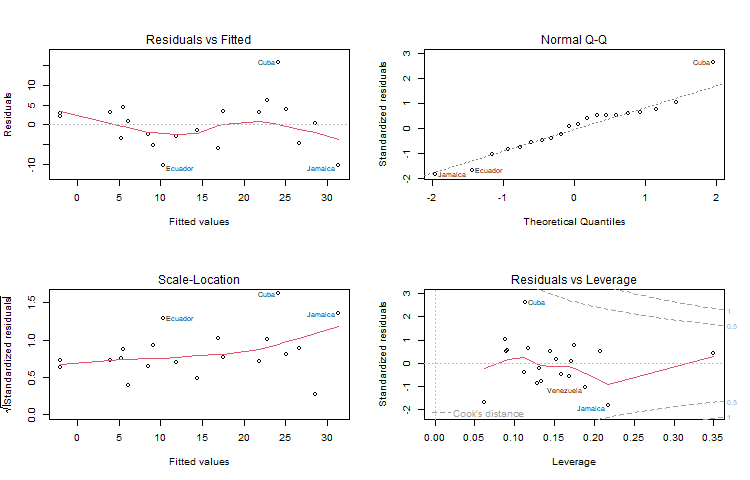 Residuals vs Fitted
Residuals
-10
0
5
15
Cuba
Ecuador
Jamaica
0
5
10
15
20
25
30
Fitted values
Normal Q-Q
Standardized residuals
-2
-1
0
1
2
3
Cuba
Ecuador
Jamaica
-2
-1
0
1
2
Theoretical Quantiles
Scale-Location
√|Standardized residuals|
0.0
0.5
1.0
1.5
Cuba
Ecuador
Jamaica
0
5
10
15
20
25
30
Fitted values
Residuals vs Leverage
Standardized residuals
-2
-1
0
1
2
3
Cuba
Venezuela
Jamaica
Cook's distance
1
0.5
0.5
1
0.00
0.05
0.10
0.15
0.20
0.25
0.30
0.35
Leverage